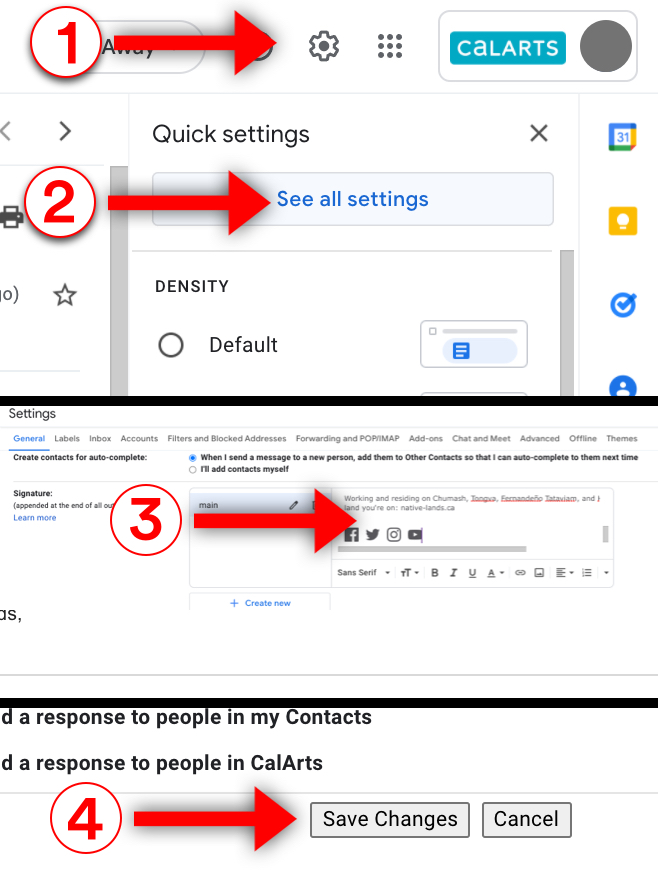 1
Away
CALARTS
Quick settings
31
2
See all settings
DENSITY
Default
Settings
General Labels Inbox Accounts Filters and Blocked Addresses Forwarding and POP/IMAP Add-ons Chat and Meet Advanced Offline Themes
Create contacts for auto-complete:
When I send a message to a new person, add them to Other Contacts so that I can auto-complete to them next time
I'll add contacts myself
Signature:
(appended at the end of all
Learn more
3
main
Working and residing on Chumash, Tongva, Fernandeño Tataviam, and
land you're on: native-lands.ca
Sans Serif
B I U A
+ Create new
as,
d a response to people in my Contacts
d a response to people in CalArts
4
Save Changes
Cancel